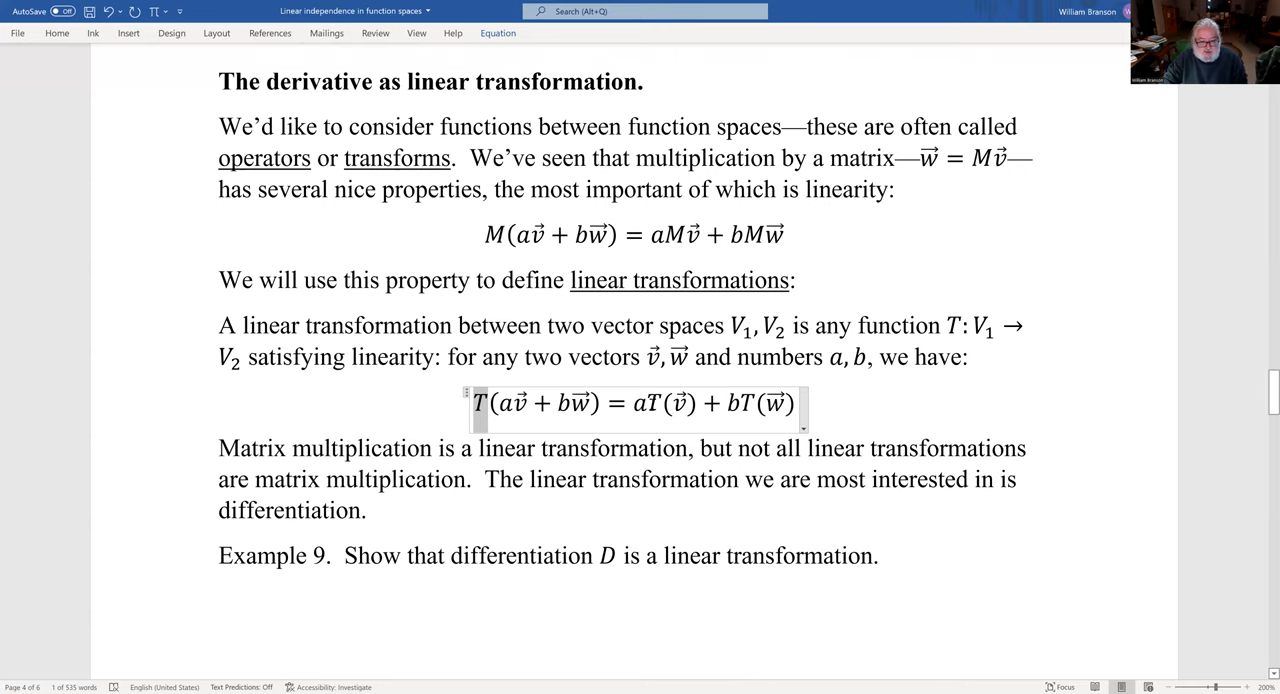 AutoSave Off Linear independence in function spaces Search (Alt+Q) William Branson
File Home Ink Insert Design Layout References Mailings Review View Help Equation
William Branson
The derivative as linear transformation.
We'd like to consider functions between function spaces—these are often called
operators or transforms. We've seen that multiplication by a matrix—w⃗ = Mv⃗—
has several nice properties, the most important of which is linearity:
M(av⃗ + bw⃗) = aMv⃗ + bMw⃗
We will use this property to define linear transformations:
A linear transformation between two vector spaces V₁, V₂ is any function T: V₁ →
V₂ satisfying linearity: for any two vectors v⃗, w⃗ and numbers a, b, we have:
T(av⃗ + bw⃗) = aT(v⃗) + bT(w⃗)
Matrix multiplication is a linear transformation, but not all linear transformations
are matrix multiplication. The linear transformation we are most interested in is
differentiation.
Example 9. Show that differentiation D is a linear transformation.
Page 4 of 6 1 of 535 words English (United States) Text Predictions: Off Accessibility: Investigate Focus 200%